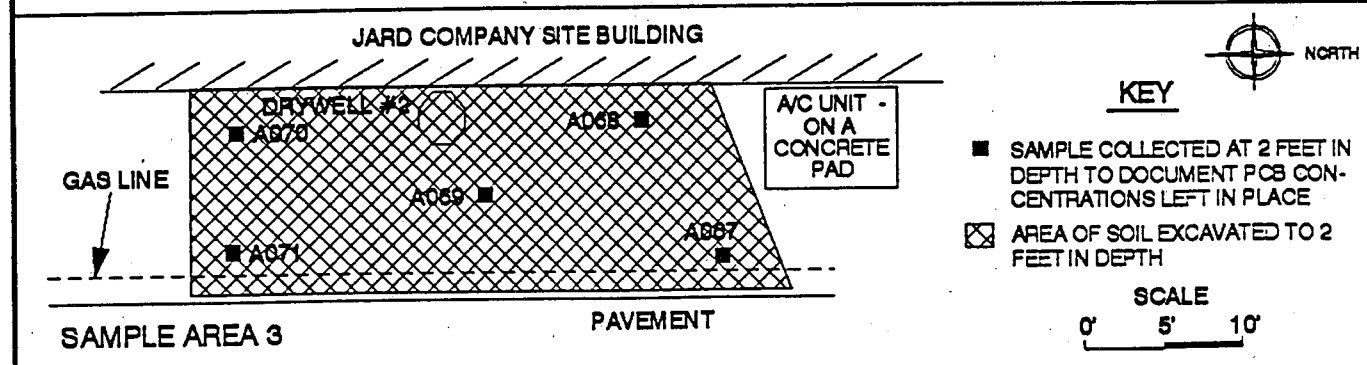 JARD COMPANY SITE BUILDING
NORTH
KEY
DRYWELL #2
A070
A068
A/C UNIT -
ON A
CONCRETE
PAD
SAMPLE COLLECTED AT 2 FEET IN
DEPTH TO DOCUMENT PCB CON-
CENTRATIONS LEFT IN PLACE
GAS LINE
A069
A071
A067
AREA OF SOIL EXCAVATED TO 2
FEET IN DEPTH
SCALE
0' 5' 10'
PAVEMENT
SAMPLE AREA 3